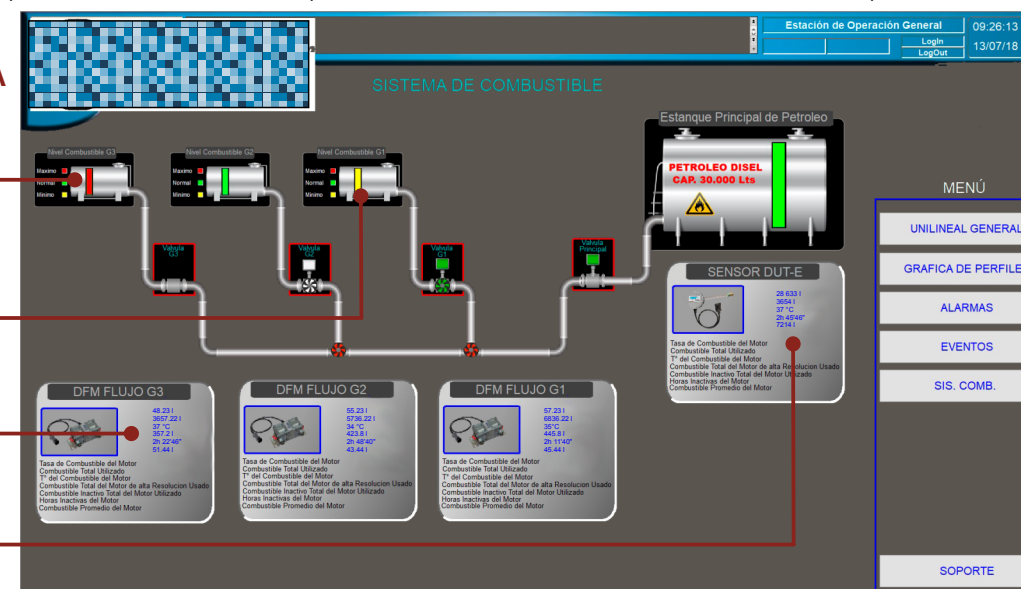 Estación de Operación General
09:26:13
LogIn
LogOut
13/07/18
A
SISTEMA DE COMBUSTIBLE
Estanque Principal de Petroleo
PETROLEO DISEL
CAP. 30.000 Lts
Nivel Combustible G3
Maximo
Normal
Minimo
Nivel Combustible G2
Maximo
Normal
Minimo
Nivel Combustible G1
Maximo
Normal
Minimo
Valvula
G3
Valvula
G2
Valvula
G1
Valvula
Principal
MENÚ
UNILINEAL GENERAL
GRAFICA DE PERFILE
ALARMAS
EVENTOS
SIS. COMB.
SOPORTE
SENSOR DUT-E
28 633 l
3654 l
37 °C
2h 45'46"
7214 l
Tasa de Combustible del Motor
Combustible Total Utilizado
T° del Combustible del Motor
Combustible Total del Motor de alta Resolucion Usado
Combustible Inactivo Total del Motor Utilizado
Horas Inactivas del Motor
Combustible Promedio del Motor
DFM FLUJO G3
48.23 l
3657.22 l
37 °C
357.2 l
2h 22'46"
51.44 l
Tasa de Combustible del Motor
Combustible Total Utilizado
T° del Combustible del Motor
Combustible Total del Motor de alta Resolucion Usado
Combustible Inactivo Total del Motor Utilizado
Horas Inactivas del Motor
Combustible Promedio del Motor
DFM FLUJO G2
55.23 l
5736.22 l
34 °C
423.8 l
2h 48'40"
43.44 l
Tasa de Combustible del Motor
Combustible Total Utilizado
T° del Combustible del Motor
Combustible Total del Motor de alta Resolucion Usado
Combustible Inactivo Total del Motor Utilizado
Horas Inactivas del Motor
Combustible Promedio del Motor
DFM FLUJO G1
57.23 l
6836.22 l
35°C
445.8 l
2h 11'40"
45.44 l
Tasa de Combustible del Motor
Combustible Total Utilizado
T° del Combustible del Motor
Combustible Total del Motor de alta Resolucion Usado
Combustible Inactivo Total del Motor Utilizado
Horas Inactivas del Motor
Combustible Promedio del Motor